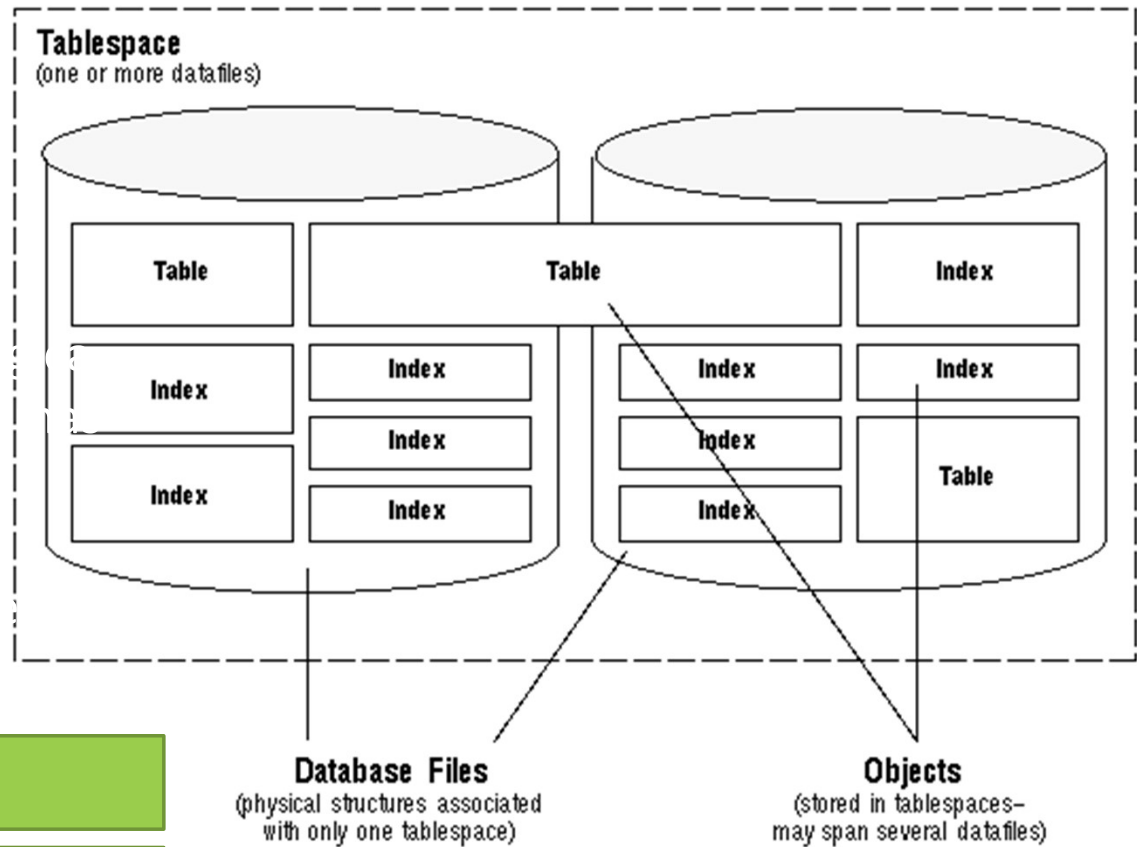 Tablespace
(one or more datafiles)
Table
Table
Index
Index
Index
Index
Index
Index
Index
Index
Index
Table
Index
Index
Database Files
(physical structures associated
with only one tablespace)
Objects
(stored in tablespaces–
may span several datafiles)